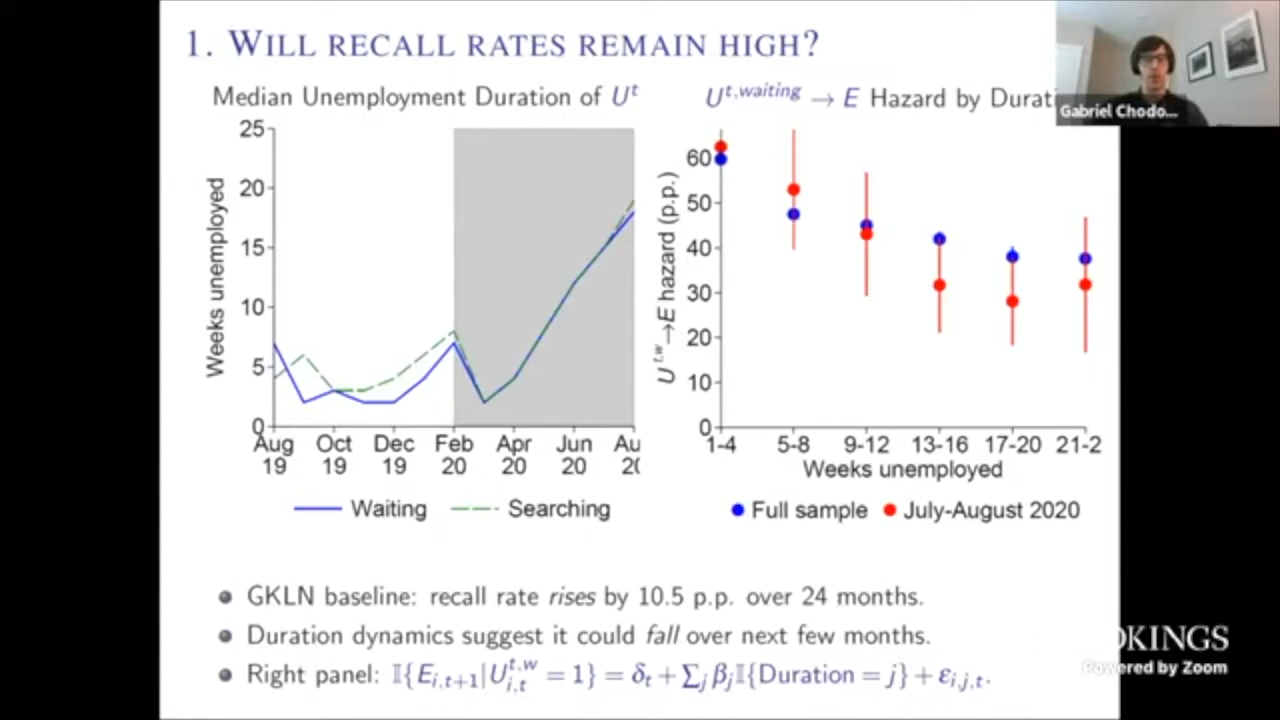 1. WILL RECALL RATES REMAIN HIGH?
Median Unemployment Duration of Uᵗ
25
20
15
10
5
0
Weeks unemployed
Aug Oct Dec Feb Apr Jun
19 19 19 20 20 20
Waiting Searching
Uᵗ,ʷᵃⁱᵗⁱⁿᵍ → E Hazard by
60
50
40
30
20
10
0
Uᵗ,ʷ→E hazard (p.p.)
1-4 5-8 9-12 13-16 17-20 21-2
Weeks unemployed
Full sample July-August 2020
Gabriel Chodo...
• GKLN baseline: recall rate rises by 10.5 p.p. over 24 months.
• Duration dynamics suggest it could fall over next few months.
• Right panel: 𝕀{E_{i,t+1}|U_{i,t}^{t,w} = 1} = δ_t + ∑_j β_j 𝕀{Duration = j} + ε_{i,j,t}.
OKINGS
Powered by Zoom